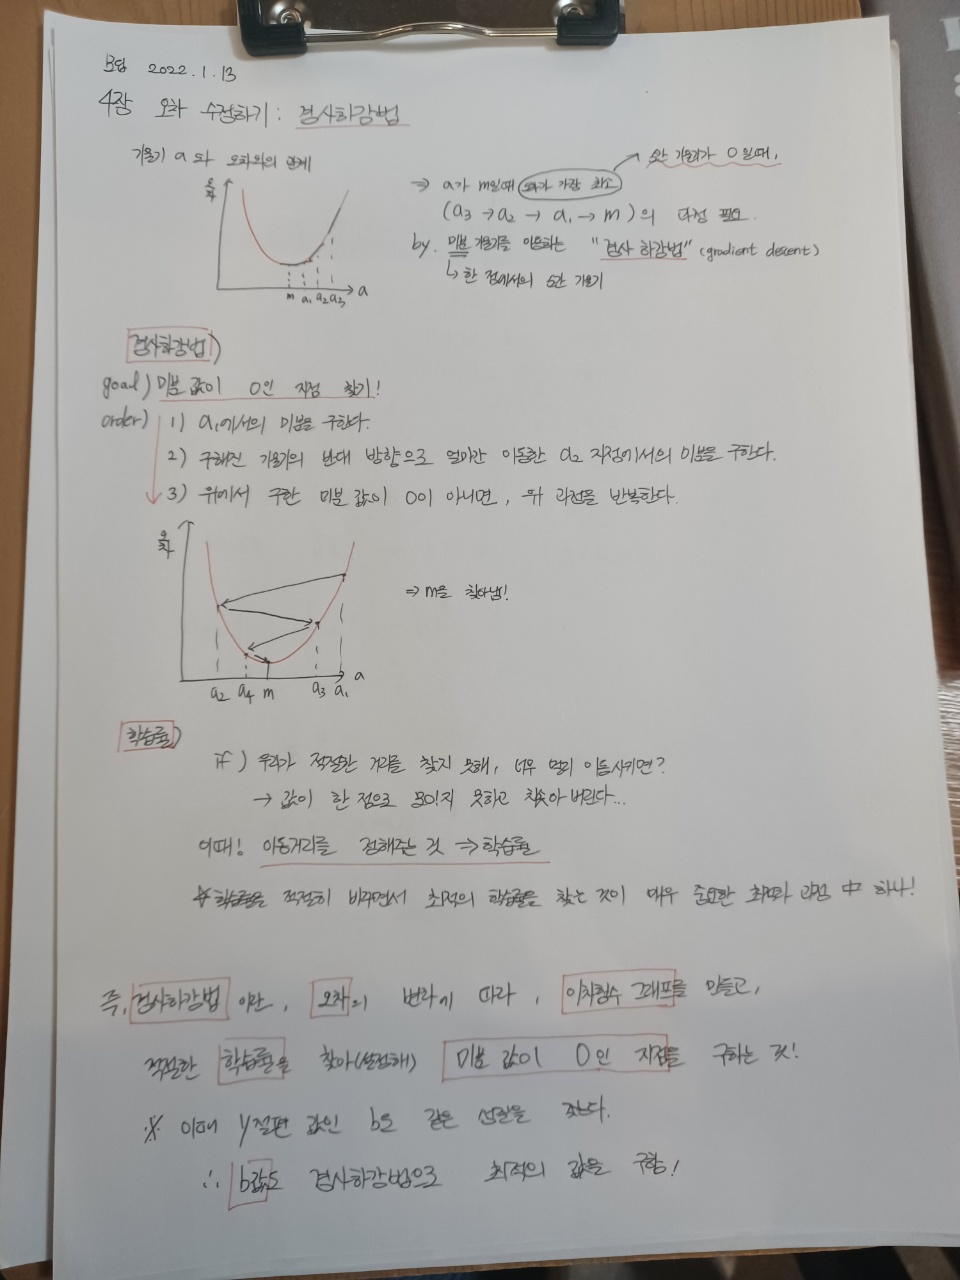 모답 2022.1.13
4장 오차 수정하기: 경사하강법
기울기 a와 오차와의 관계
오차
m a₁ a₂ a₃ a
순간 기울기가 0일때,
⇒ a가 m일때 오차가 가장 최소
(a₃ → a₂ → a₁ → m)의 과정 필요.
by. 미분 기울기를 이용하는 "경사 하강법" (gradient descent)
↳ 한 점에서의 순간 기울기
경사하강법)
goal) 미분 값이 0인 지점 찾기!
order) 1) a₁에서의 미분을 구한다.
2) 구해진 기울기의 반대 방향으로 얼마간 이동한 a₂ 지점에서의 미분을 구한다.
3) 위에서 구한 미분 값이 0이 아니면, 위 과정을 반복한다.
오차
⇒ m을 찾아냄!
a₂ a₄ m a₃ a₁ a
학습률)
if) 우리가 적절한 거리를 찾지 못해, 너무 멀리 이동시키면?
→ 값이 한 점으로 모이지 못하고 치솟아 버린다...
이때! 이동거리를 정해주는 것 → 학습률
* 학습률을 적절히 바꾸면서 최적의 학습률을 찾는 것이 매우 중요한 최적화 과정 中 하나!
즉, 경사하강법 이란, 오차의 변화에 따라, 이차함수 그래프를 만들고,
적절한 학습률을 찾아(설정해) 미분 값이 0인 지점을 구하는 것!
※ 이때 y절편 값인 b도 같은 성질을 갖는다.
∴ b값도 경사하강법으로 최적의 값을 구함!